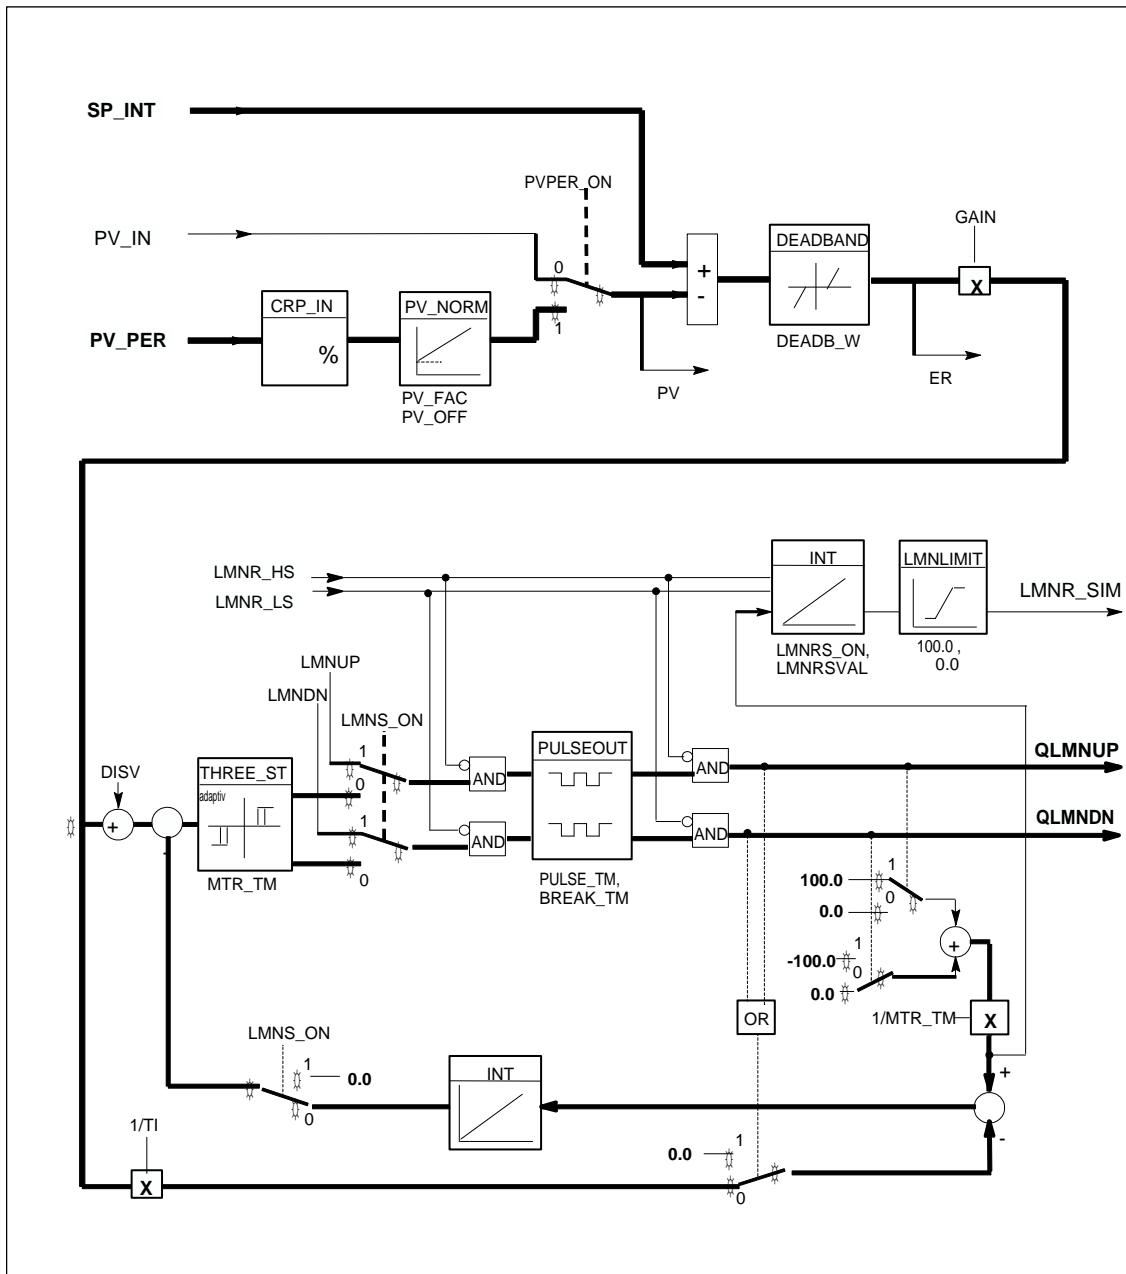 SP_INT
PVPER_ON
GAIN
PV_IN
DEADBAND
+
-
X
0
1
CRP_IN
%
PV_NORM
PV_PER
DEADB_W
PV_FAC
PV_OFF
PV
ER
LMNR_HS
LMNR_LS
INT
LMNLIMIT
LMNR_SIM
LMNRS_ON,
LMNRSVAL
100.0 ,
0.0
LMNUP
LMNDN
LMNS_ON
PULSEOUT
QLMNUP
DISV
THREE_ST
adaptiv
1
0
AND
AND
+
-
1
0
AND
AND
QLMNDN
MTR_TM
PULSE_TM,
BREAK_TM
100.0
1
0
0.0
+
-100.0
1
0
0.0
OR
1/MTR_TM
X
LMNS_ON
1
0.0
0
INT
+
-
1/TI
X
0.0
1
0